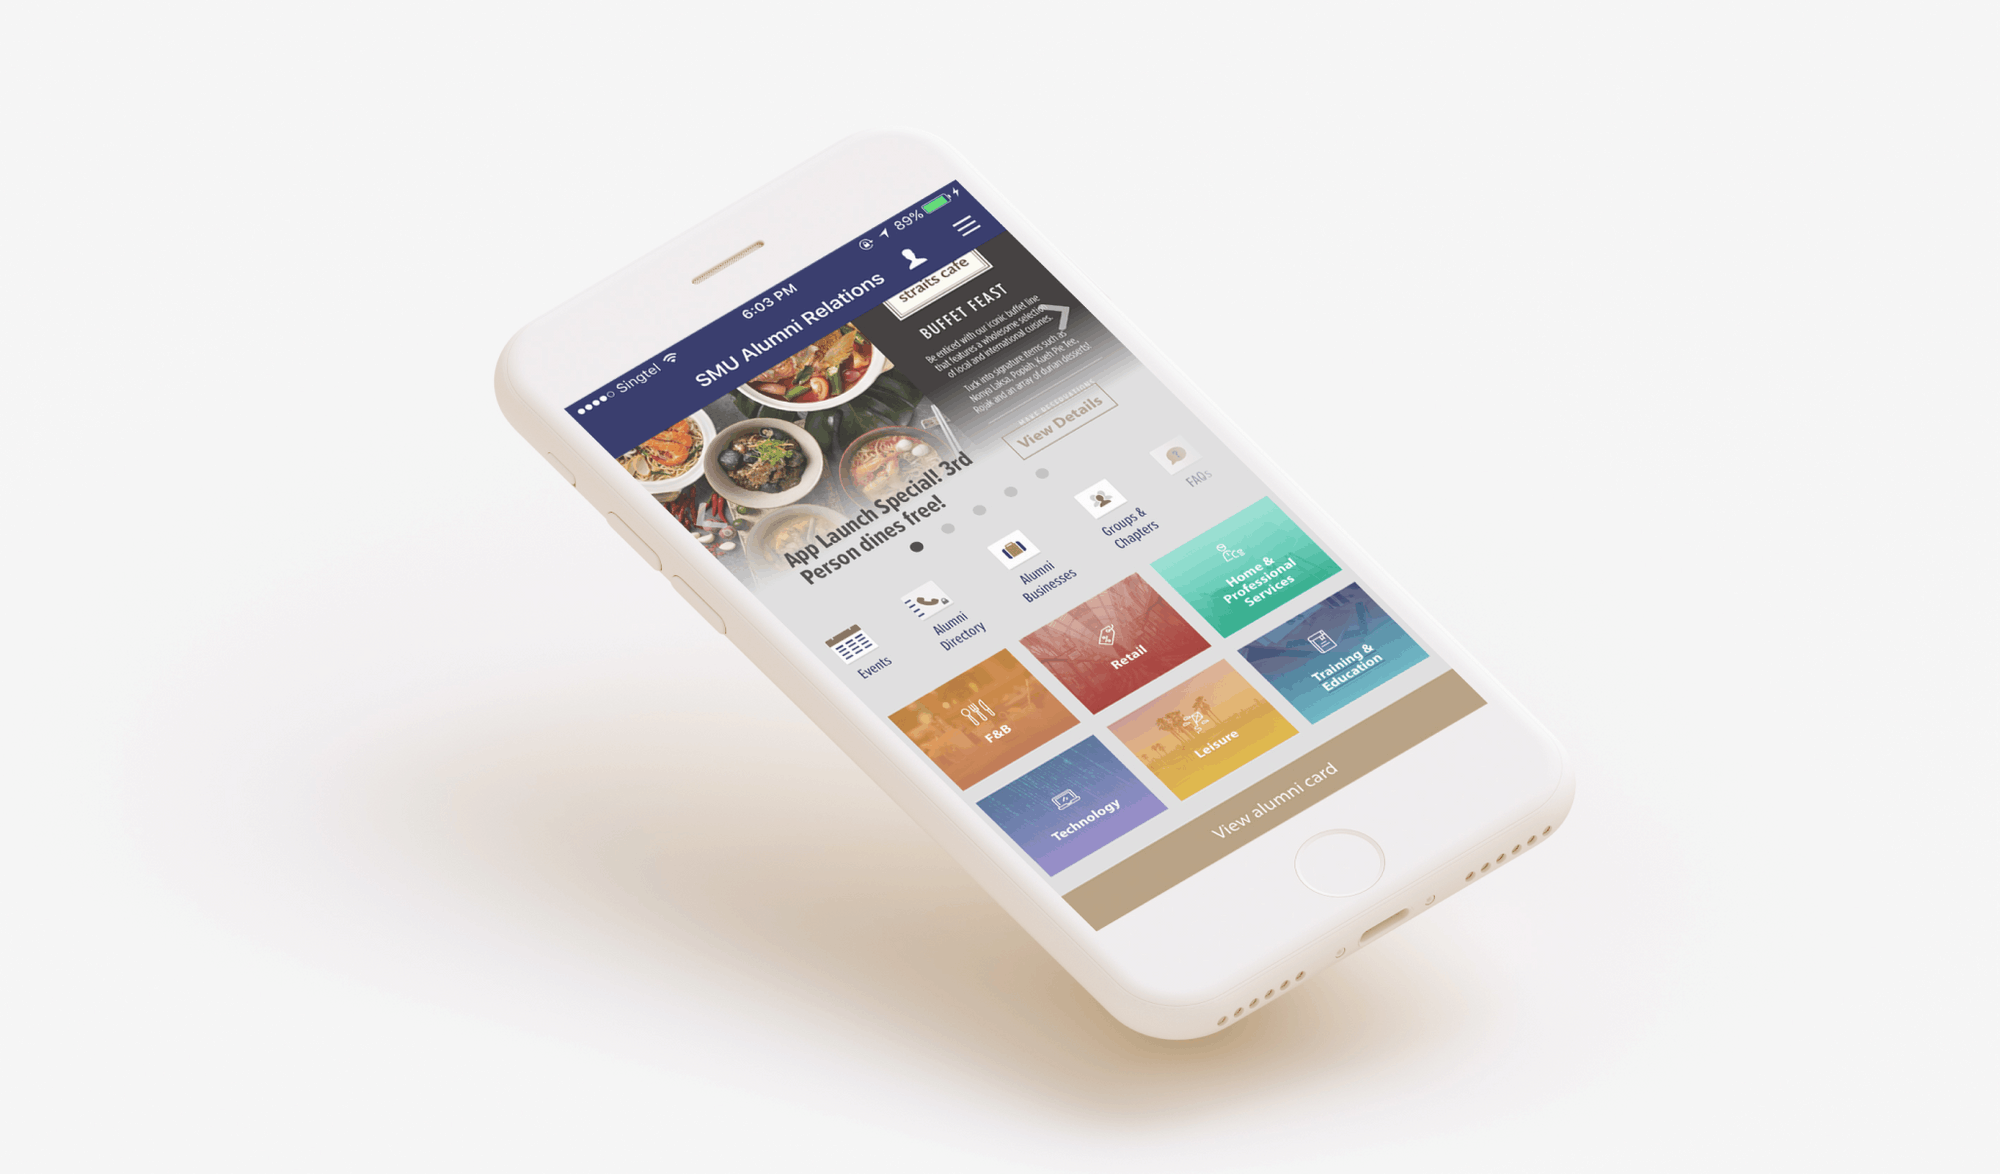 Singtel
6:03 PM
89%
SMU Alumni Relations
straits cafe
BUFFET FEAST
Be enticed with our iconic buffet line
that features a wholesome selection
of local and international cuisines.
Tuck into signature items such as
Nonya Laksa, Popiah, Kueh Pie Tee,
Rojak and an array of durian desserts!
View Details
App Launch Special! 3rd
Person dines free!
Events
Alumni
Directory
Alumni
Businesses
Groups &
Chapters
FAQs
F&B
Retail
Home &
Professional
Services
Technology
Leisure
Training &
Education
View alumni card